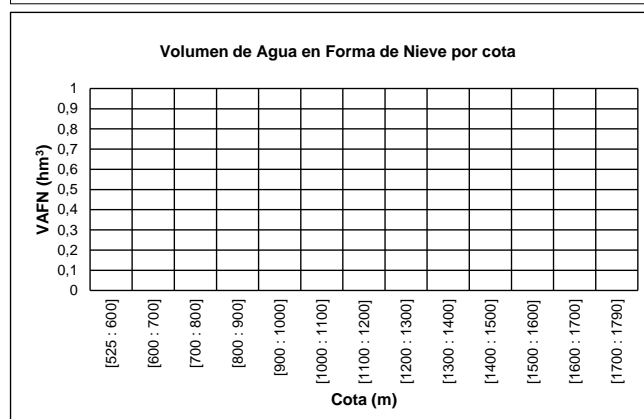 Volumen de Agua en Forma de Nieve por cota
VAFN (hm³)
1
0,9
0,8
0,7
0,6
0,5
0,4
0,3
0,2
0,1
0
[525 : 600]
[600 : 700]
[700 : 800]
[800 : 900]
[900 : 1000]
[1000 : 1100]
[1100 : 1200]
[1200 : 1300]
[1300 : 1400]
[1400 : 1500]
[1500 : 1600]
[1600 : 1700]
[1700 : 1790]
Cota (m)